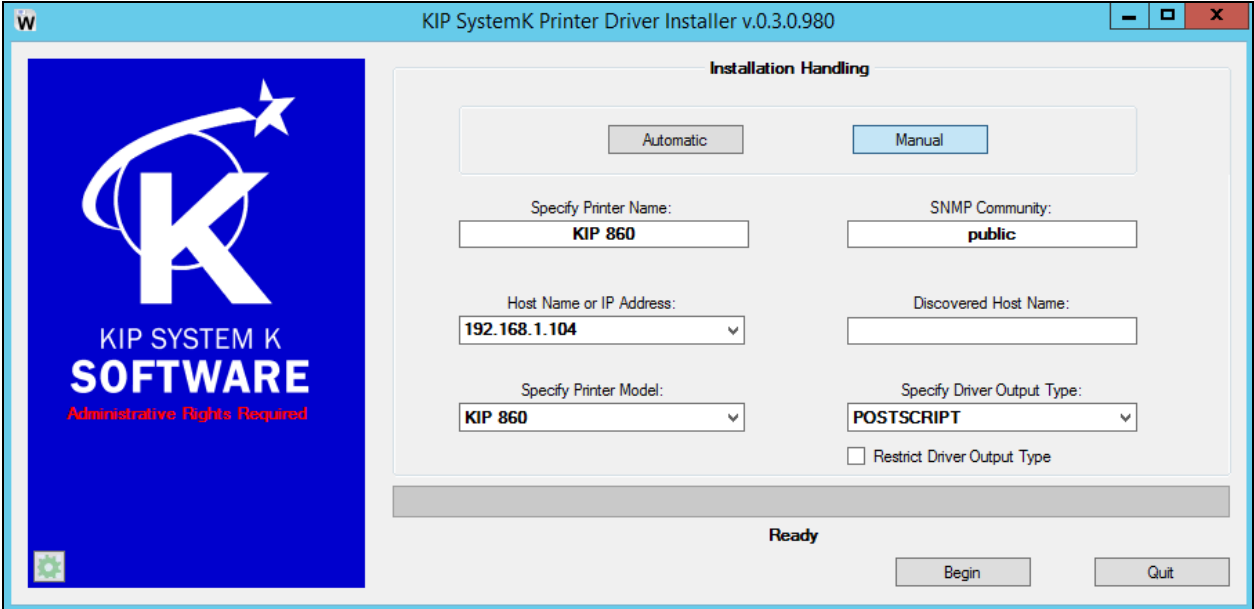 W
KIP SystemK Printer Driver Installer v.0.3.0.980
K
KIP SYSTEM K
SOFTWARE
Administrative Rights Required
Installation Handling
Automatic
Manual
Specify Printer Name:
KIP 860
SNMP Community:
public
Host Name or IP Address:
192.168.1.104
Discovered Host Name:
Specify Printer Model:
KIP 860
Specify Driver Output Type:
POSTSCRIPT
Restrict Driver Output Type
Ready
Begin
Quit